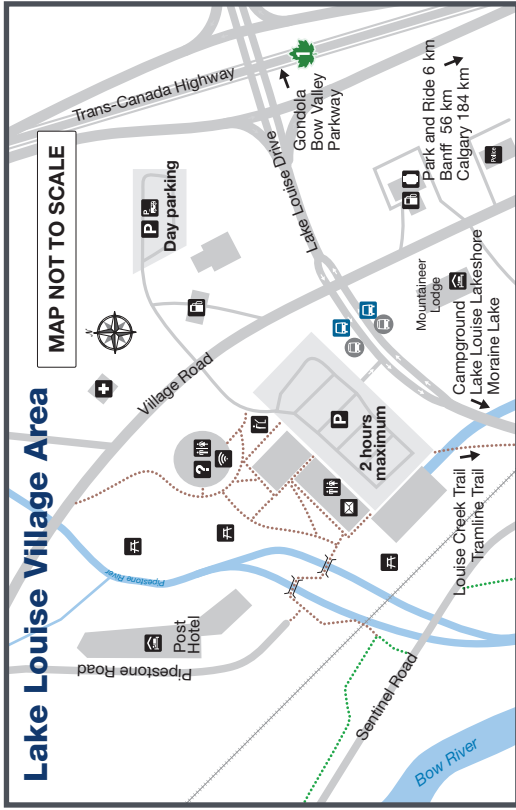 Lake Louise Village Area
MAP NOT TO SCALE
N
Trans-Canada Highway
1
Gondola
Bow Valley
Parkway
Lake Louise Drive
P
P
Day parking
Park and Ride 6 km
Banff 56 km
Calgary 184 km
Police
Village Road
Mountaineer
Lodge
?
P
2 hours
maximum
Campground
Lake Louise Lakeshore
Moraine Lake
Pipestone River
Post
Hotel
Pipestone Road
Louise Creek Trail
Tramline Trail
Sentinel Road
Bow River